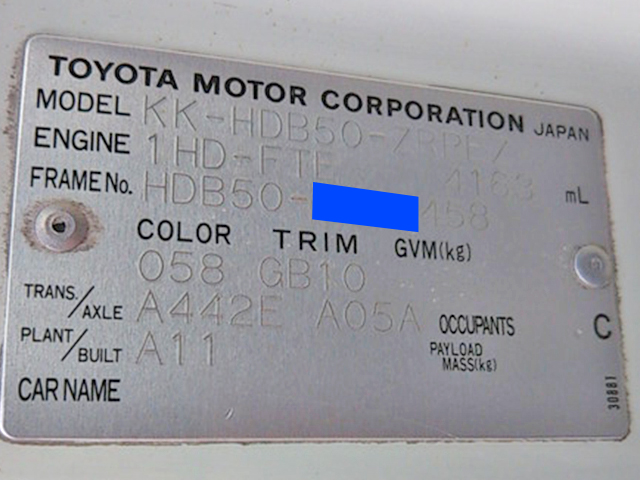 TOYOTA MOTOR CORPORATION JAPAN
MODEL KK-HDB50-ZRPEZ
ENGINE 1HD-FTE 4163 mL
FRAME No. HDB50- 458
COLOR TRIM GVM(kg)
058 GB10
TRANS./AXLE A442E A05A OCCUPANTS C
PLANT/BUILT A11 PAYLOAD MASS(kg)
CAR NAME
30881